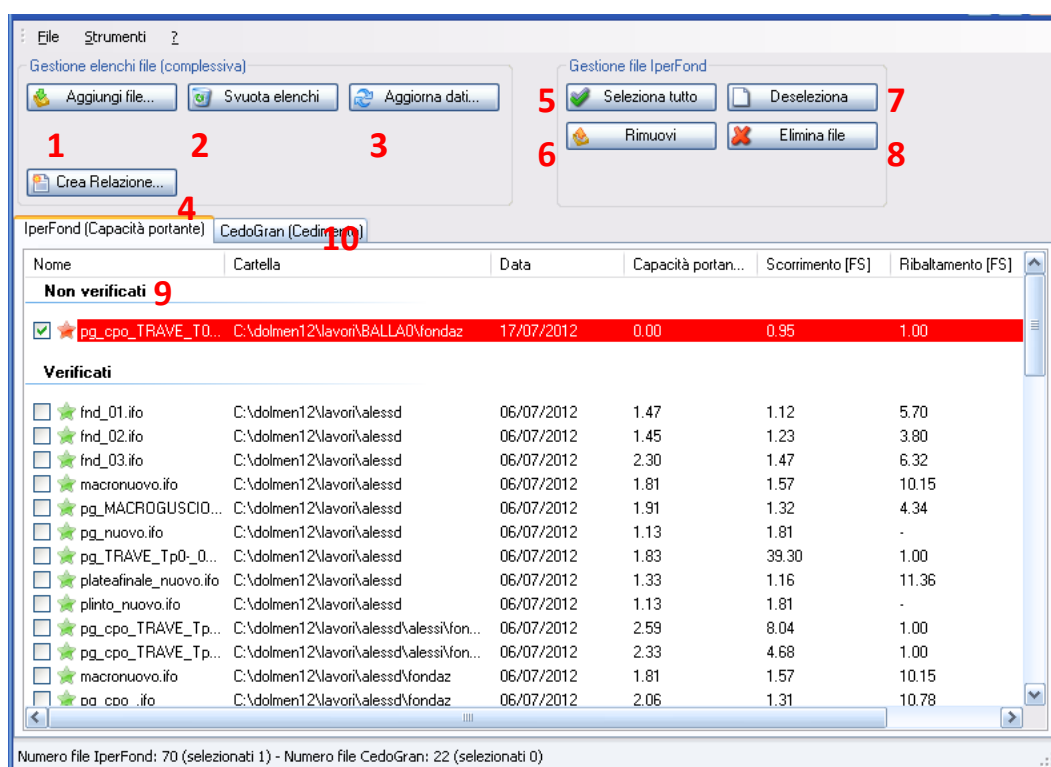 File Strumenti ?
Gestione elenchi file (complessiva) Gestione file IperFond
Aggiungi file... Svuota elenchi Aggiorna dati... 5 Seleziona tutto Deseleziona 7
1 2 3 6 Rimuovi Elimina file 8
Crea Relazione...
4
IperFond (Capacità portante) CedoGran (Cedimento)
10
Nome Cartella Data Capacità portan... Scorrimento [FS] Ribaltamento [FS]
Non verificati 9
pg_cpo_TRAVE_T0... C:\dolmen12\lavori\BALLA0\fondaz 17/07/2012 0.00 0.95 1.00
Verificati
fnd_01.ifo C:\dolmen12\lavori\alessd 06/07/2012 1.47 1.12 5.70
fnd_02.ifo C:\dolmen12\lavori\alessd 06/07/2012 1.45 1.23 3.80
fnd_03.ifo C:\dolmen12\lavori\alessd 06/07/2012 2.30 1.47 6.32
macronuovo.ifo C:\dolmen12\lavori\alessd 06/07/2012 1.81 1.57 10.15
pg_MACROGUSCIO... C:\dolmen12\lavori\alessd 06/07/2012 1.91 1.32 4.34
pg_nuovo.ifo C:\dolmen12\lavori\alessd 06/07/2012 1.13 1.81 -
pg_TRAVE_Tp0-_0... C:\dolmen12\lavori\alessd 06/07/2012 1.83 39.30 1.00
plateafinale_nuovo.ifo C:\dolmen12\lavori\alessd 06/07/2012 1.33 1.16 11.36
plinto_nuovo.ifo C:\dolmen12\lavori\alessd 06/07/2012 1.13 1.81 -
pg_cpo_TRAVE_Tp... C:\dolmen12\lavori\alessd\alessi\fon... 06/07/2012 2.59 8.04 1.00
pg_cpo_TRAVE_Tp... C:\dolmen12\lavori\alessd\alessi\fon... 06/07/2012 2.33 4.68 1.00
macronuovo.ifo C:\dolmen12\lavori\alessd\fondaz 06/07/2012 1.81 1.57 10.15
pg_cpo_.ifo C:\dolmen12\lavori\alessd\fondaz 06/07/2012 2.06 1.31 10.78
Numero file IperFond: 70 (selezionati 1) - Numero file CedoGran: 22 (selezionati 0)